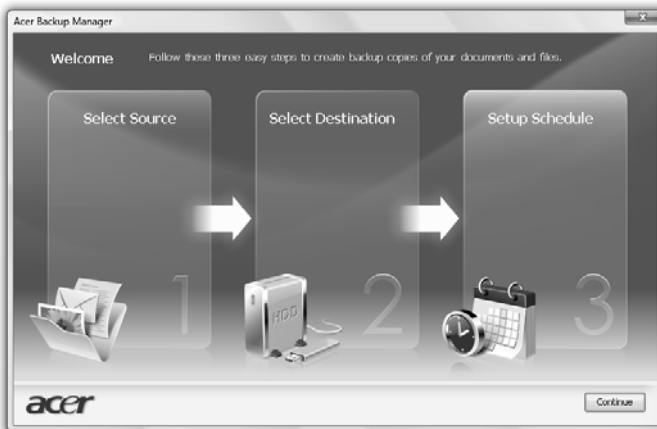 Acer Backup Manager
Welcome
Follow these three easy steps to create backup copies of your documents and files.
Select Source
Select Destination
Setup Schedule
1
HDD
2
3
acer
Continue